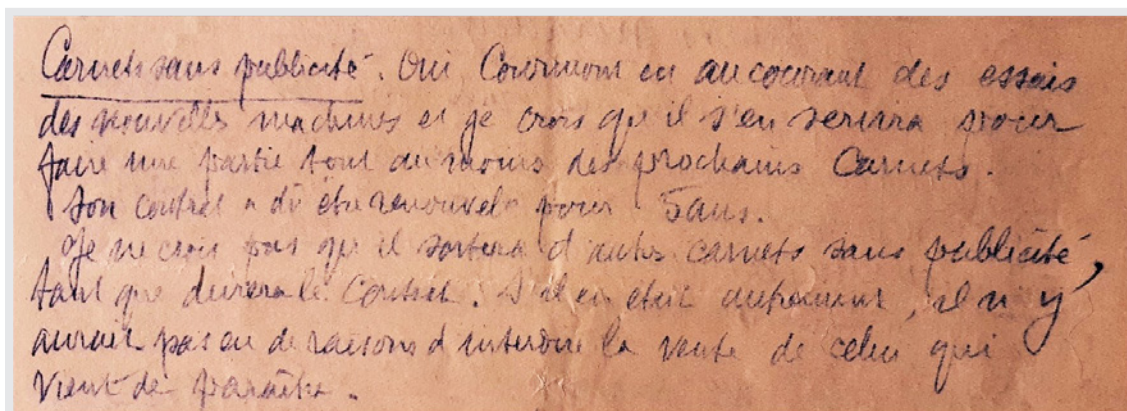 Carnets sans publicité. Oui Courmont en au courant des essais
des nouvelles machines et je crois qu'il s'en servira pour
faire une partie tout au moins des prochains Carnets.
Son contrat a dû être renouvelé pour 5 ans.
Je ne crois pas qu'il sortira d'autres carnets sans publicité,
tant que durera le Contrat. S'il en était autrement, il n'y
aurait pas eu de raisons d'interdire la vente de celui qui
vient de paraître.